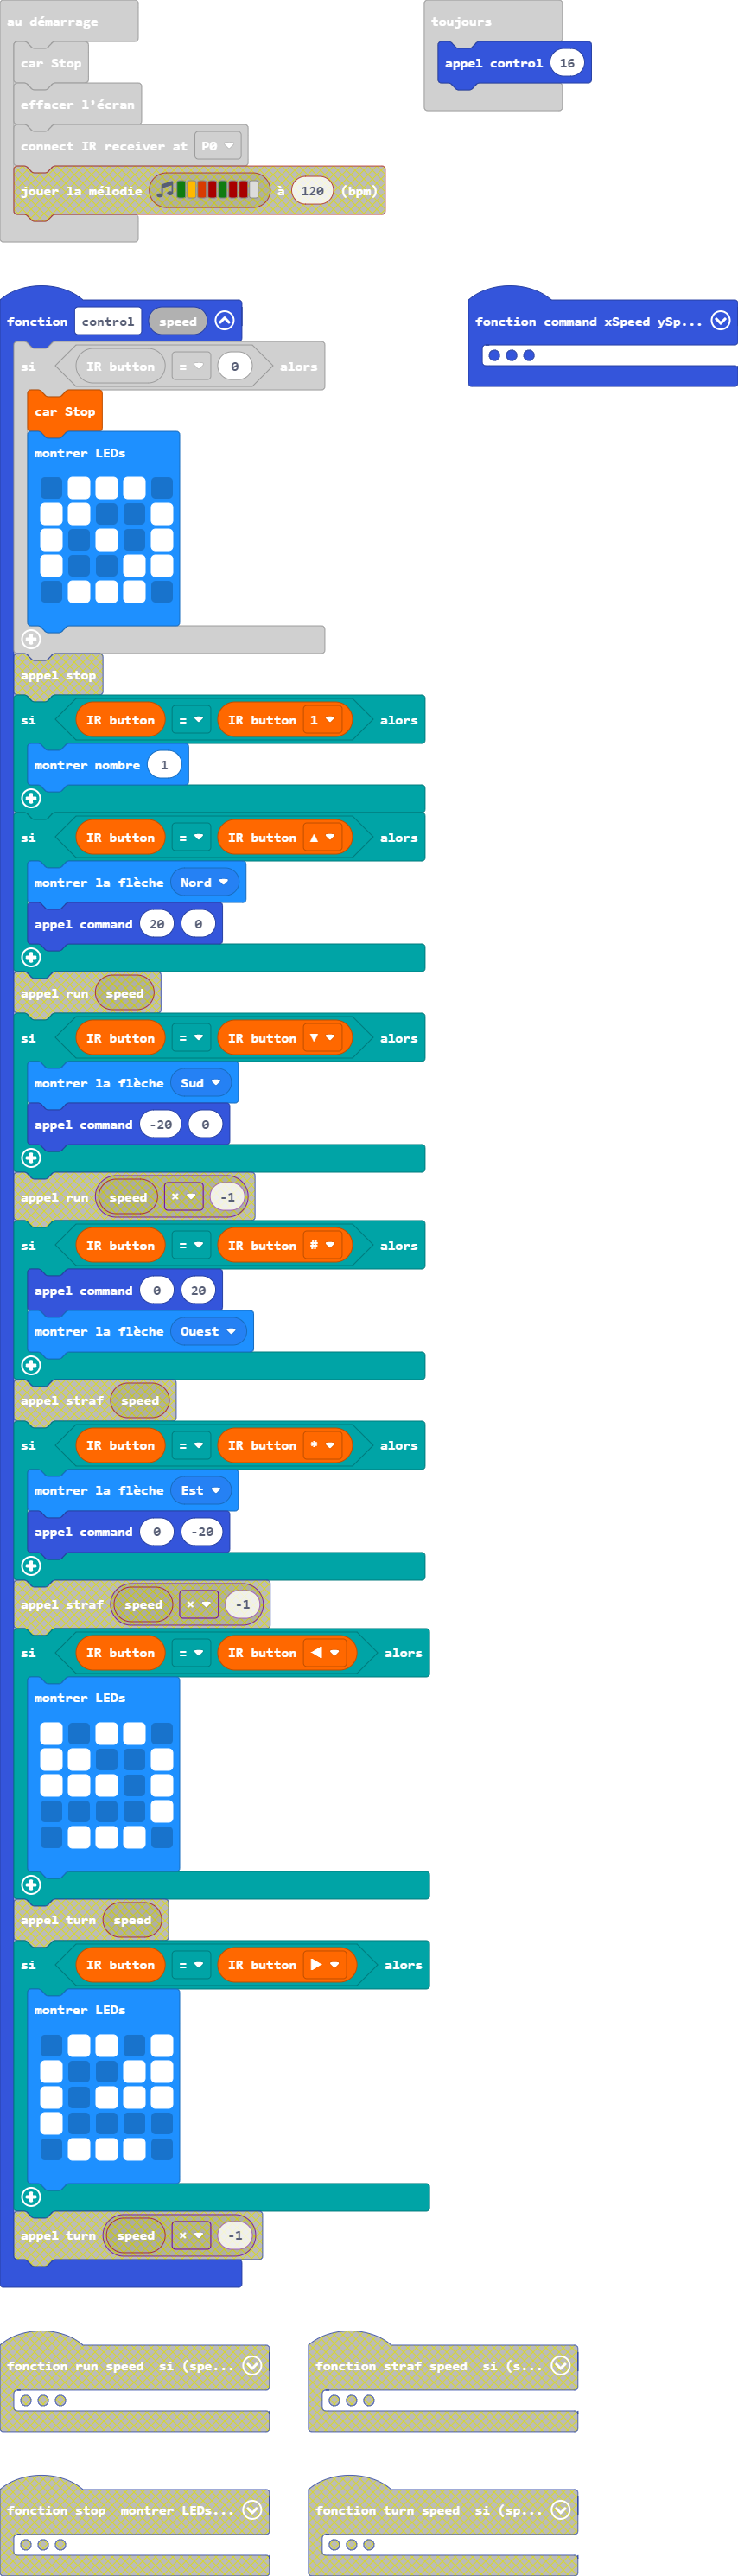 au démarrage
car Stop
effacer l'écran
connect IR receiver at P0
jouer la mélodie à 120 (bpm)
toujours
appel control 16
fonction control speed
si IR button = 0 alors
car Stop
montrer LEDs
appel stop
si IR button = IR button 1 alors
montrer nombre 1
si IR button = IR button ▲ alors
montrer la flèche Nord
appel command 20 0
appel run speed
si IR button = IR button ▼ alors
montrer la flèche Sud
appel command -20 0
appel run speed × -1
si IR button = IR button # alors
appel command 0 20
montrer la flèche Ouest
appel straf speed
si IR button = IR button * alors
montrer la flèche Est
appel command 0 -20
appel straf speed × -1
si IR button = IR button ◀ alors
montrer LEDs
appel turn speed
si IR button = IR button ▶ alors
montrer LEDs
appel turn speed × -1
fonction command xSpeed ySp...
fonction run speed si (spe...
fonction straf speed si (s...
fonction stop montrer LEDs...
fonction turn speed si (sp...